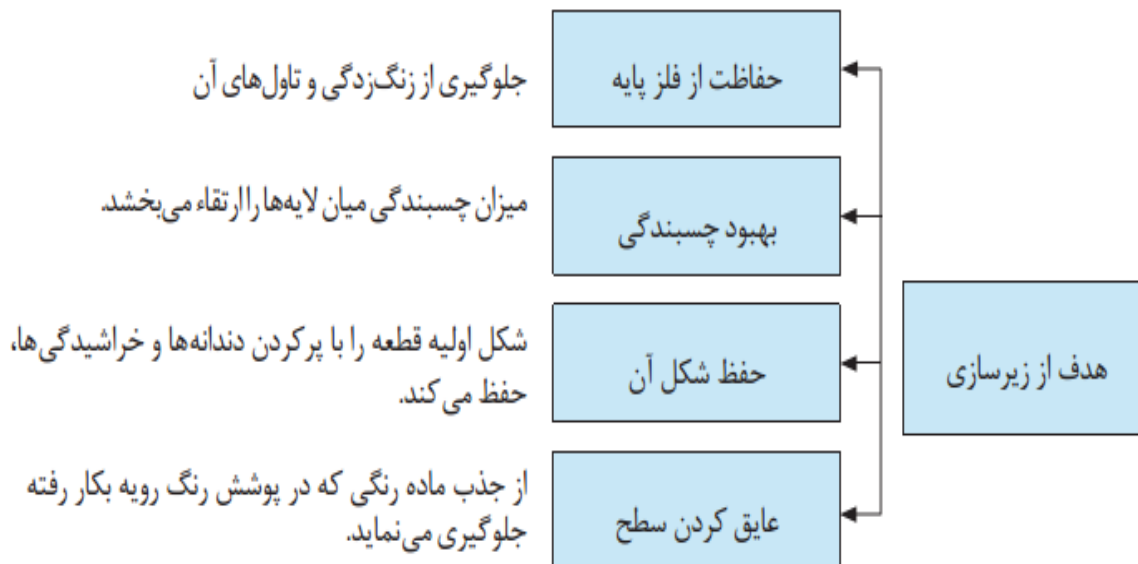 هدف از زیرسازی
حفاظت از فلز پایه
جلوگیری از زنگ‌زدگی و تاول‌های آن
بهبود چسبندگی
میزان چسبندگی میان لایه‌ها را ارتقاء می‌بخشد.
حفظ شکل آن
شکل اولیه قطعه را با پرکردن دندانه‌ها و خراشیدگی‌ها،
حفظ می‌کند.
عایق کردن سطح
از جذب ماده رنگی که در پوشش رنگ رویه بکار رفته
جلوگیری می‌نماید.